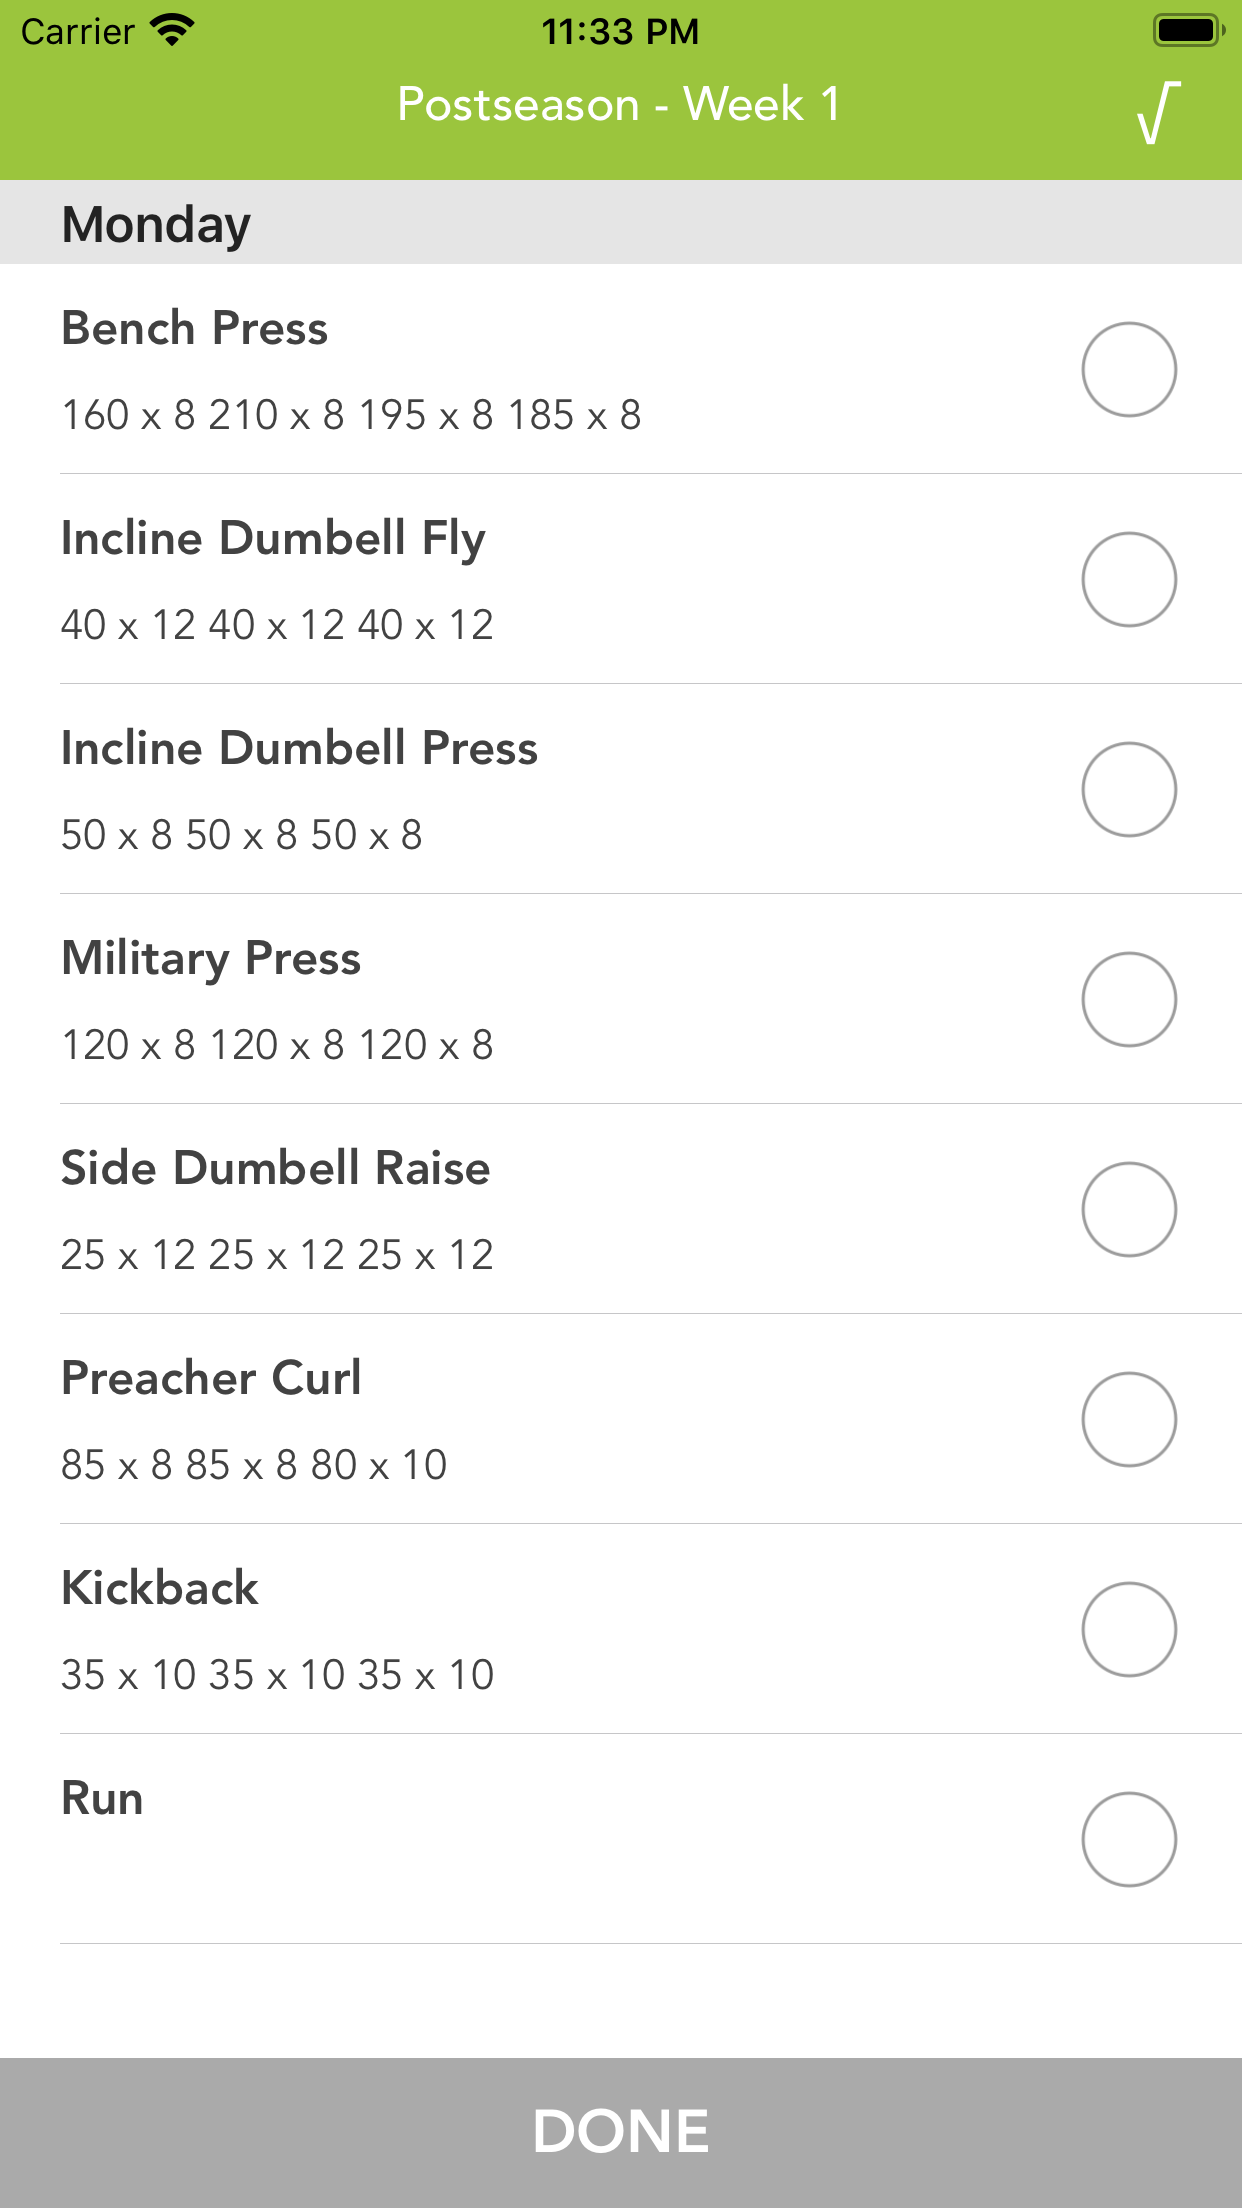 Carrier 11:33 PM
Postseason - Week 1
√
Monday
Bench Press
160 x 8 210 x 8 195 x 8 185 x 8
Incline Dumbell Fly
40 x 12 40 x 12 40 x 12
Incline Dumbell Press
50 x 8 50 x 8 50 x 8
Military Press
120 x 8 120 x 8 120 x 8
Side Dumbell Raise
25 x 12 25 x 12 25 x 12
Preacher Curl
85 x 8 85 x 8 80 x 10
Kickback
35 x 10 35 x 10 35 x 10
Run
DONE